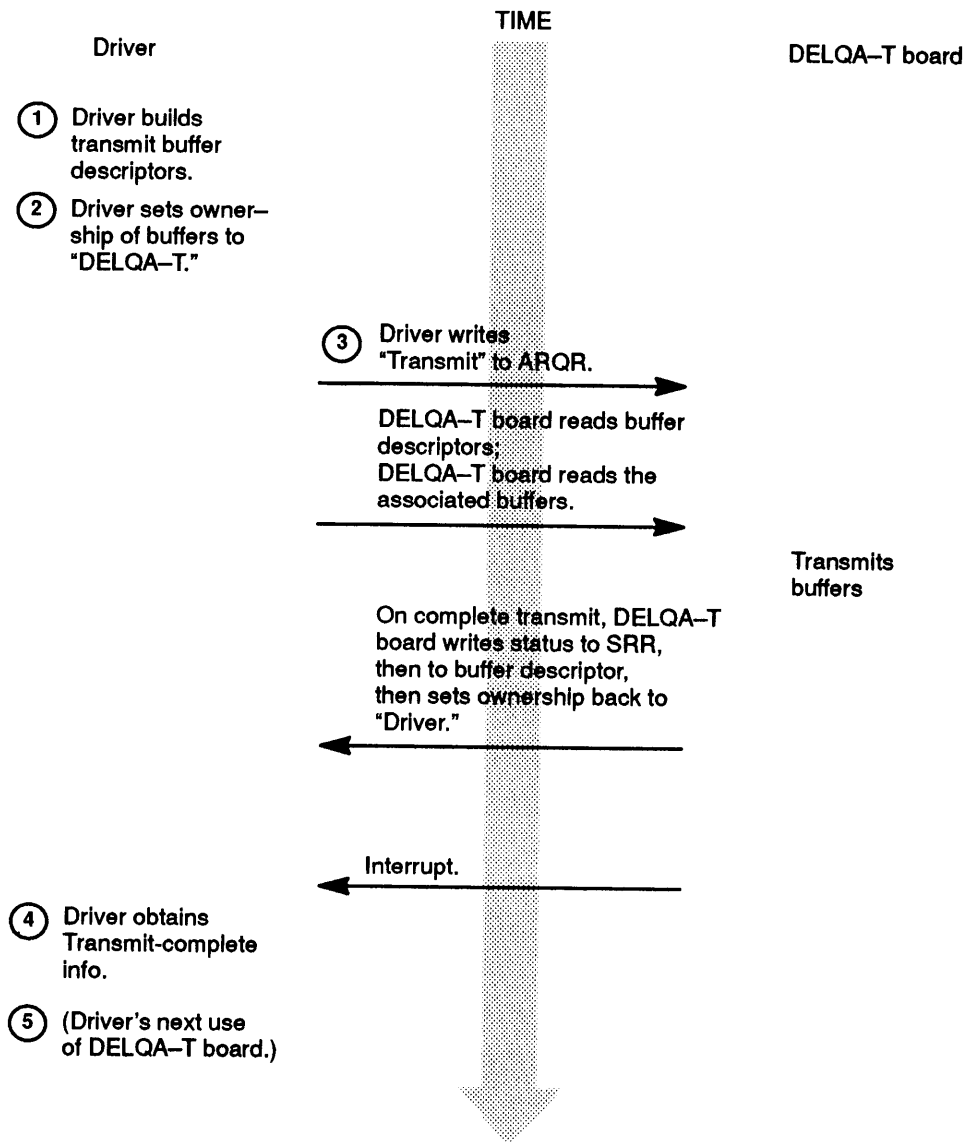 TIME
Driver
DELQA–T board
1 Driver builds
transmit buffer
descriptors.
2 Driver sets owner–
ship of buffers to
"DELQA–T."
3 Driver writes
"Transmit" to ARQR.
DELQA–T board reads buffer
descriptors;
DELQA–T board reads the
associated buffers.
Transmits
buffers
On complete transmit, DELQA–T
board writes status to SRR,
then to buffer descriptor,
then sets ownership back to
"Driver."
Interrupt.
4 Driver obtains
Transmit-complete
info.
5 (Driver's next use
of DELQA–T board.)